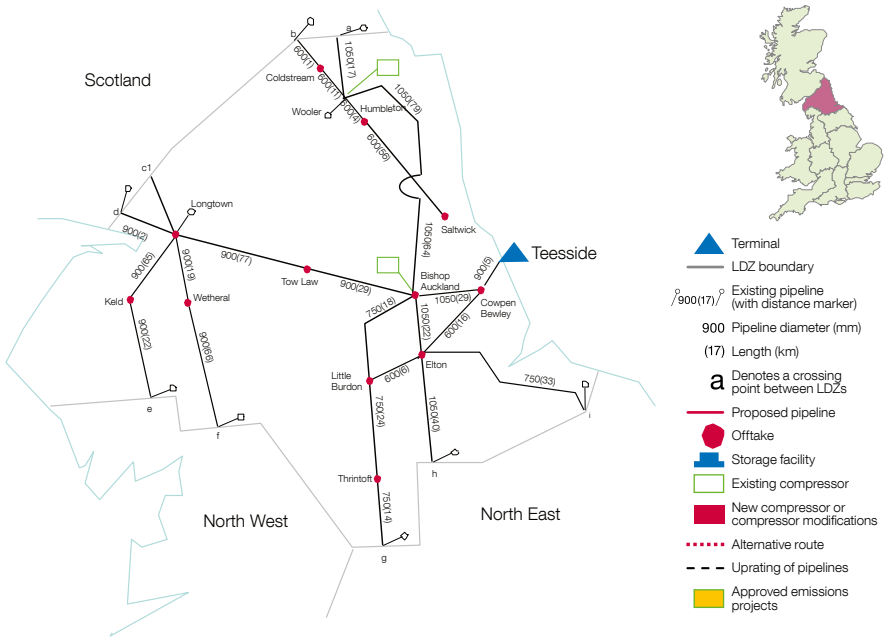 Scotland
b
a
600(1)
1050(17)
Coldstream
600(11)
Wooler
600(4)
Humbleton
1050(79)
600(56)
c1
d
Longtown
900(2)
Saltwick
1050(64)
900(65)
900(19)
900(77)
Tow Law
900(29)
Keld
Wetheral
900(22)
900(66)
Teesside
900(5)
Bishop
Auckland
1050(29)
Cowpen
Bewley
750(18)
1050(22)
600(16)
Little
Burdon
600(6)
Elton
750(33)
i
750(24)
1050(40)
e
f
h
Thrintoft
750(14)
g
North West
North East
Terminal
LDZ boundary
900(17)
Existing pipeline
(with distance marker)
900 Pipeline diameter (mm)
(17) Length (km)
a Denotes a crossing
point between LDZs
Proposed pipeline
Offtake
Storage facility
Existing compressor
New compressor or
compressor modifications
Alternative route
Uprating of pipelines
Approved emissions
projects